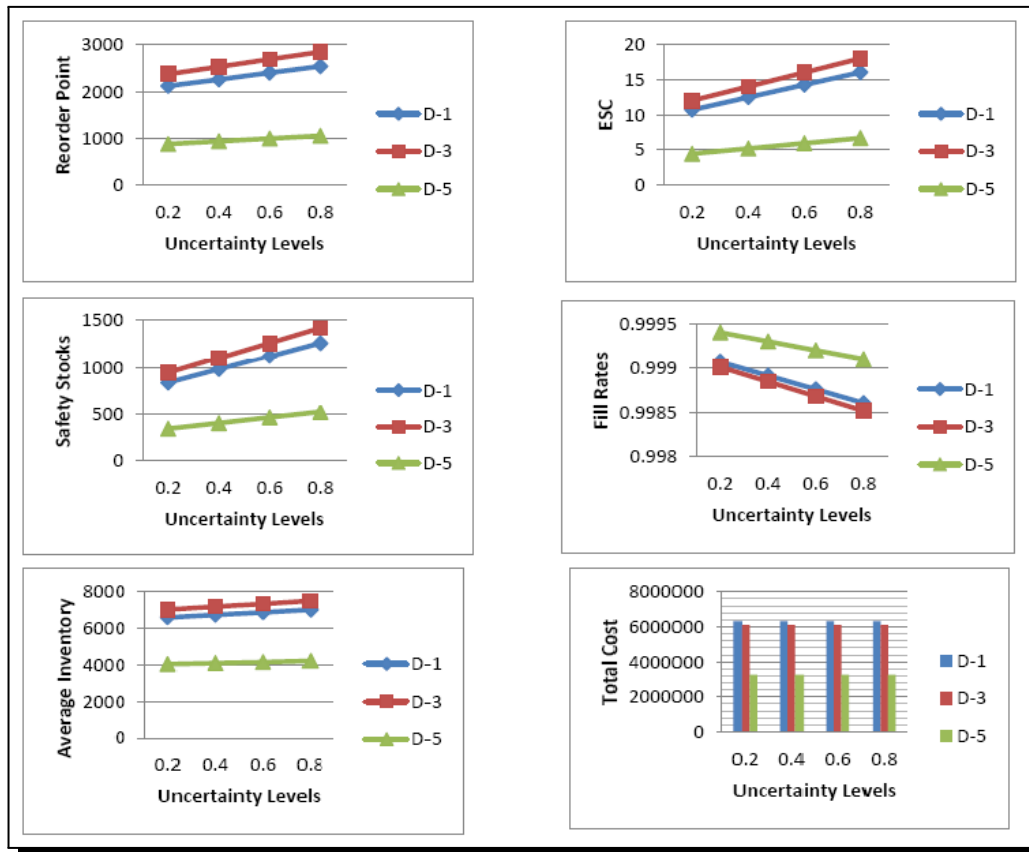 Reorder Point
3000
2000
1000
0
0.2 0.4 0.6 0.8
Uncertainty Levels
D-1
D-3
D-5
ESC
20
15
10
5
0
0.2 0.4 0.6 0.8
Uncertainty Levels
D-1
D-3
D-5
Safety Stocks
1500
1000
500
0
0.2 0.4 0.6 0.8
Uncertainty Levels
D-1
D-3
D-5
Fill Rates
0.9995
0.999
0.9985
0.998
0.2 0.4 0.6 0.8
Uncertainty Levels
D-1
D-3
D-5
Average Inventory
8000
6000
4000
2000
0
0.2 0.4 0.6 0.8
Uncertainty Levels
D-1
D-3
D-5
Total Cost
8000000
6000000
4000000
2000000
0
0.2 0.4 0.6 0.8
Uncertainty Levels
D-1
D-3
D-5